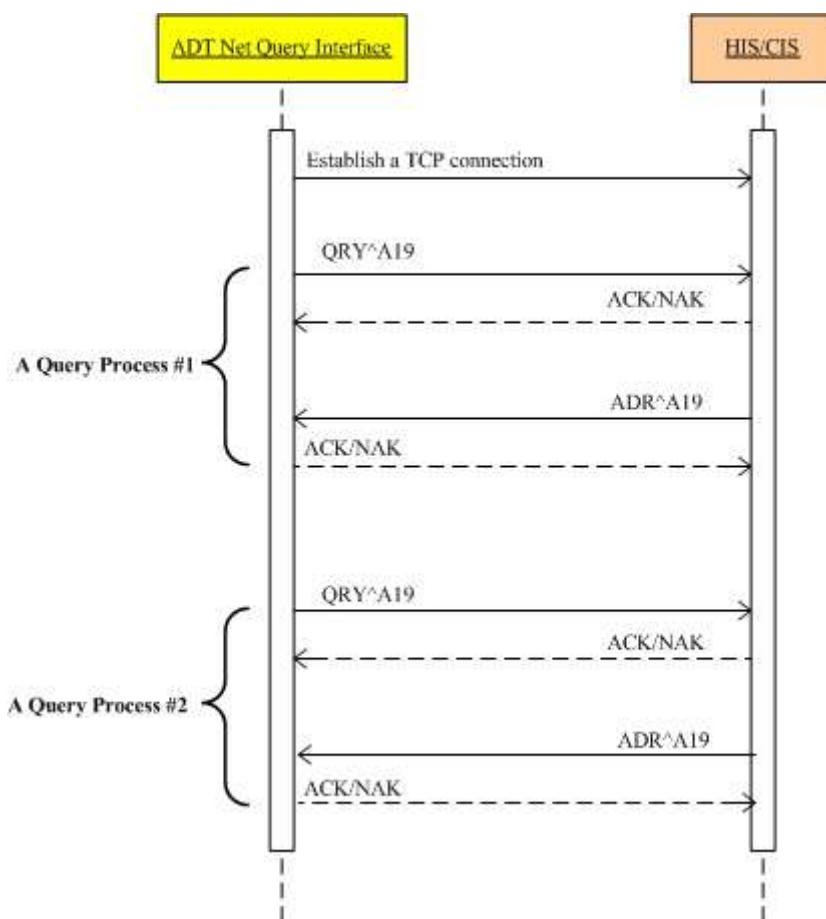 ADT Net Query Interface
HIS/CIS
Establish a TCP connection
QRY^A19
ACK/NAK
A Query Process #1
ADR^A19
ACK/NAK
QRY^A19
ACK/NAK
A Query Process #2
ADR^A19
ACK/NAK